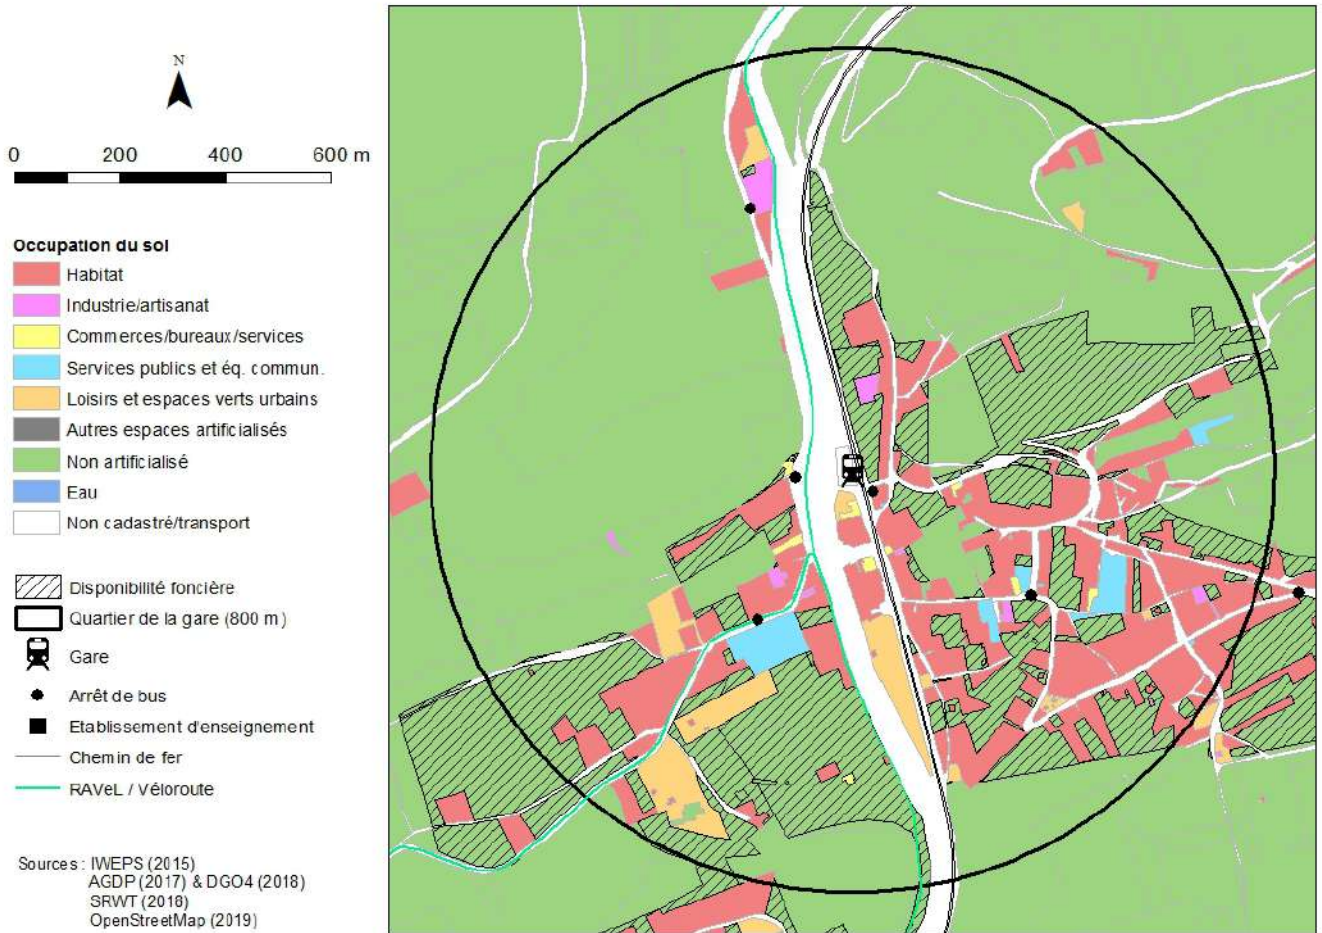 N
0 200 400 600 m
Occupation du sol
Habitat
Industrie/artisanat
Commerces/bureaux/services
Services publics et éq. commun.
Loisirs et espaces verts urbains
Autres espaces artificialisés
Non artificialisé
Eau
Non cadastré/transport
Disponibilité foncière
Quartier de la gare (800 m)
Gare
Arrêt de bus
Etablissement d'enseignement
Chemin de fer
RAVeL / Véloroute
Sources : IWEPS (2015)
AGDP (2017) & DGO4 (2018)
SRWT (2018)
OpenStreetMap (2019)